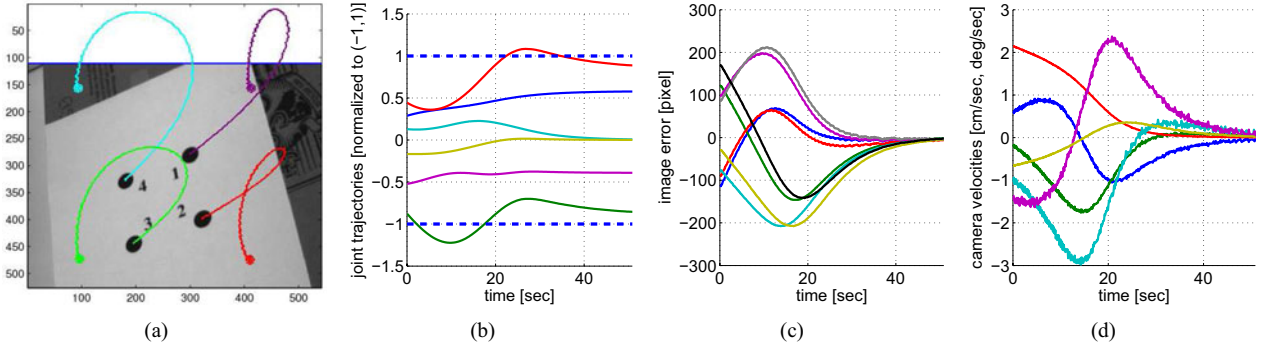 50
100
150
200
250
300
350
400
450
500
100 200 300 400 500
1
2
3
4
(a)
joint trajectories [normalized to (−1,1)]
1.5
1
0.5
0
−0.5
−1
−1.5
0 20 40
time [sec]
(b)
image error [pixel]
300
200
100
0
−100
−200
−300
0 20 40
time [sec]
(c)
camera velocities [cm/sec, deg/sec]
3
2
1
0
−1
−2
−3
0 20 40
time [sec]
(d)